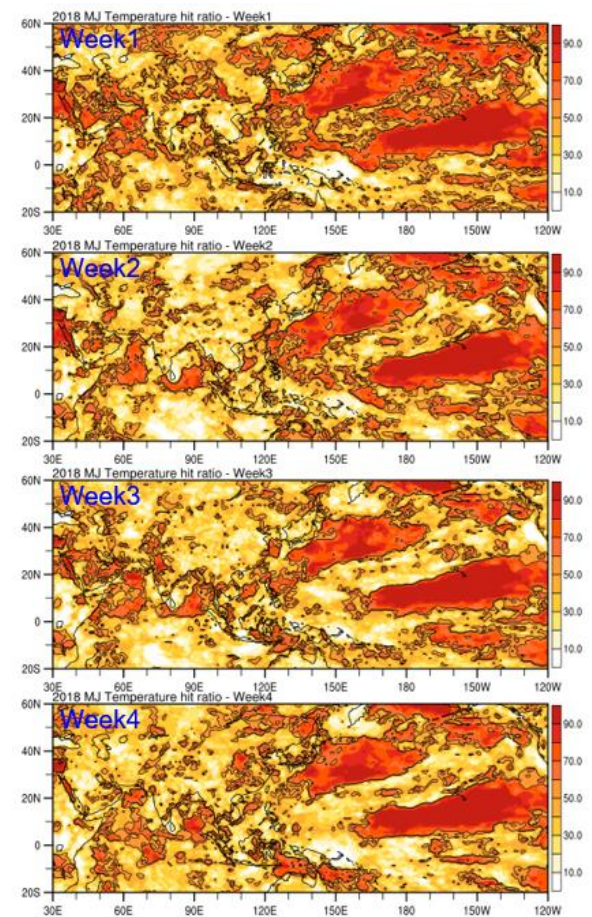 2018 MJ Temperature hit ratio - Week1
Week1
60N
40N
20N
0
20S
30E 60E 90E 120E 150E 180 150W 120W
90.0
70.0
50.0
30.0
10.0
2018 MJ Temperature hit ratio - Week2
Week2
60N
40N
20N
0
20S
30E 60E 90E 120E 150E 180 150W 120W
90.0
70.0
50.0
30.0
10.0
2018 MJ Temperature hit ratio - Week3
Week3
60N
40N
20N
0
20S
30E 60E 90E 120E 150E 180 150W 120W
90.0
70.0
50.0
30.0
10.0
2018 MJ Temperature hit ratio - Week4
Week4
60N
40N
20N
0
20S
30E 60E 90E 120E 150E 180 150W 120W
90.0
70.0
50.0
30.0
10.0